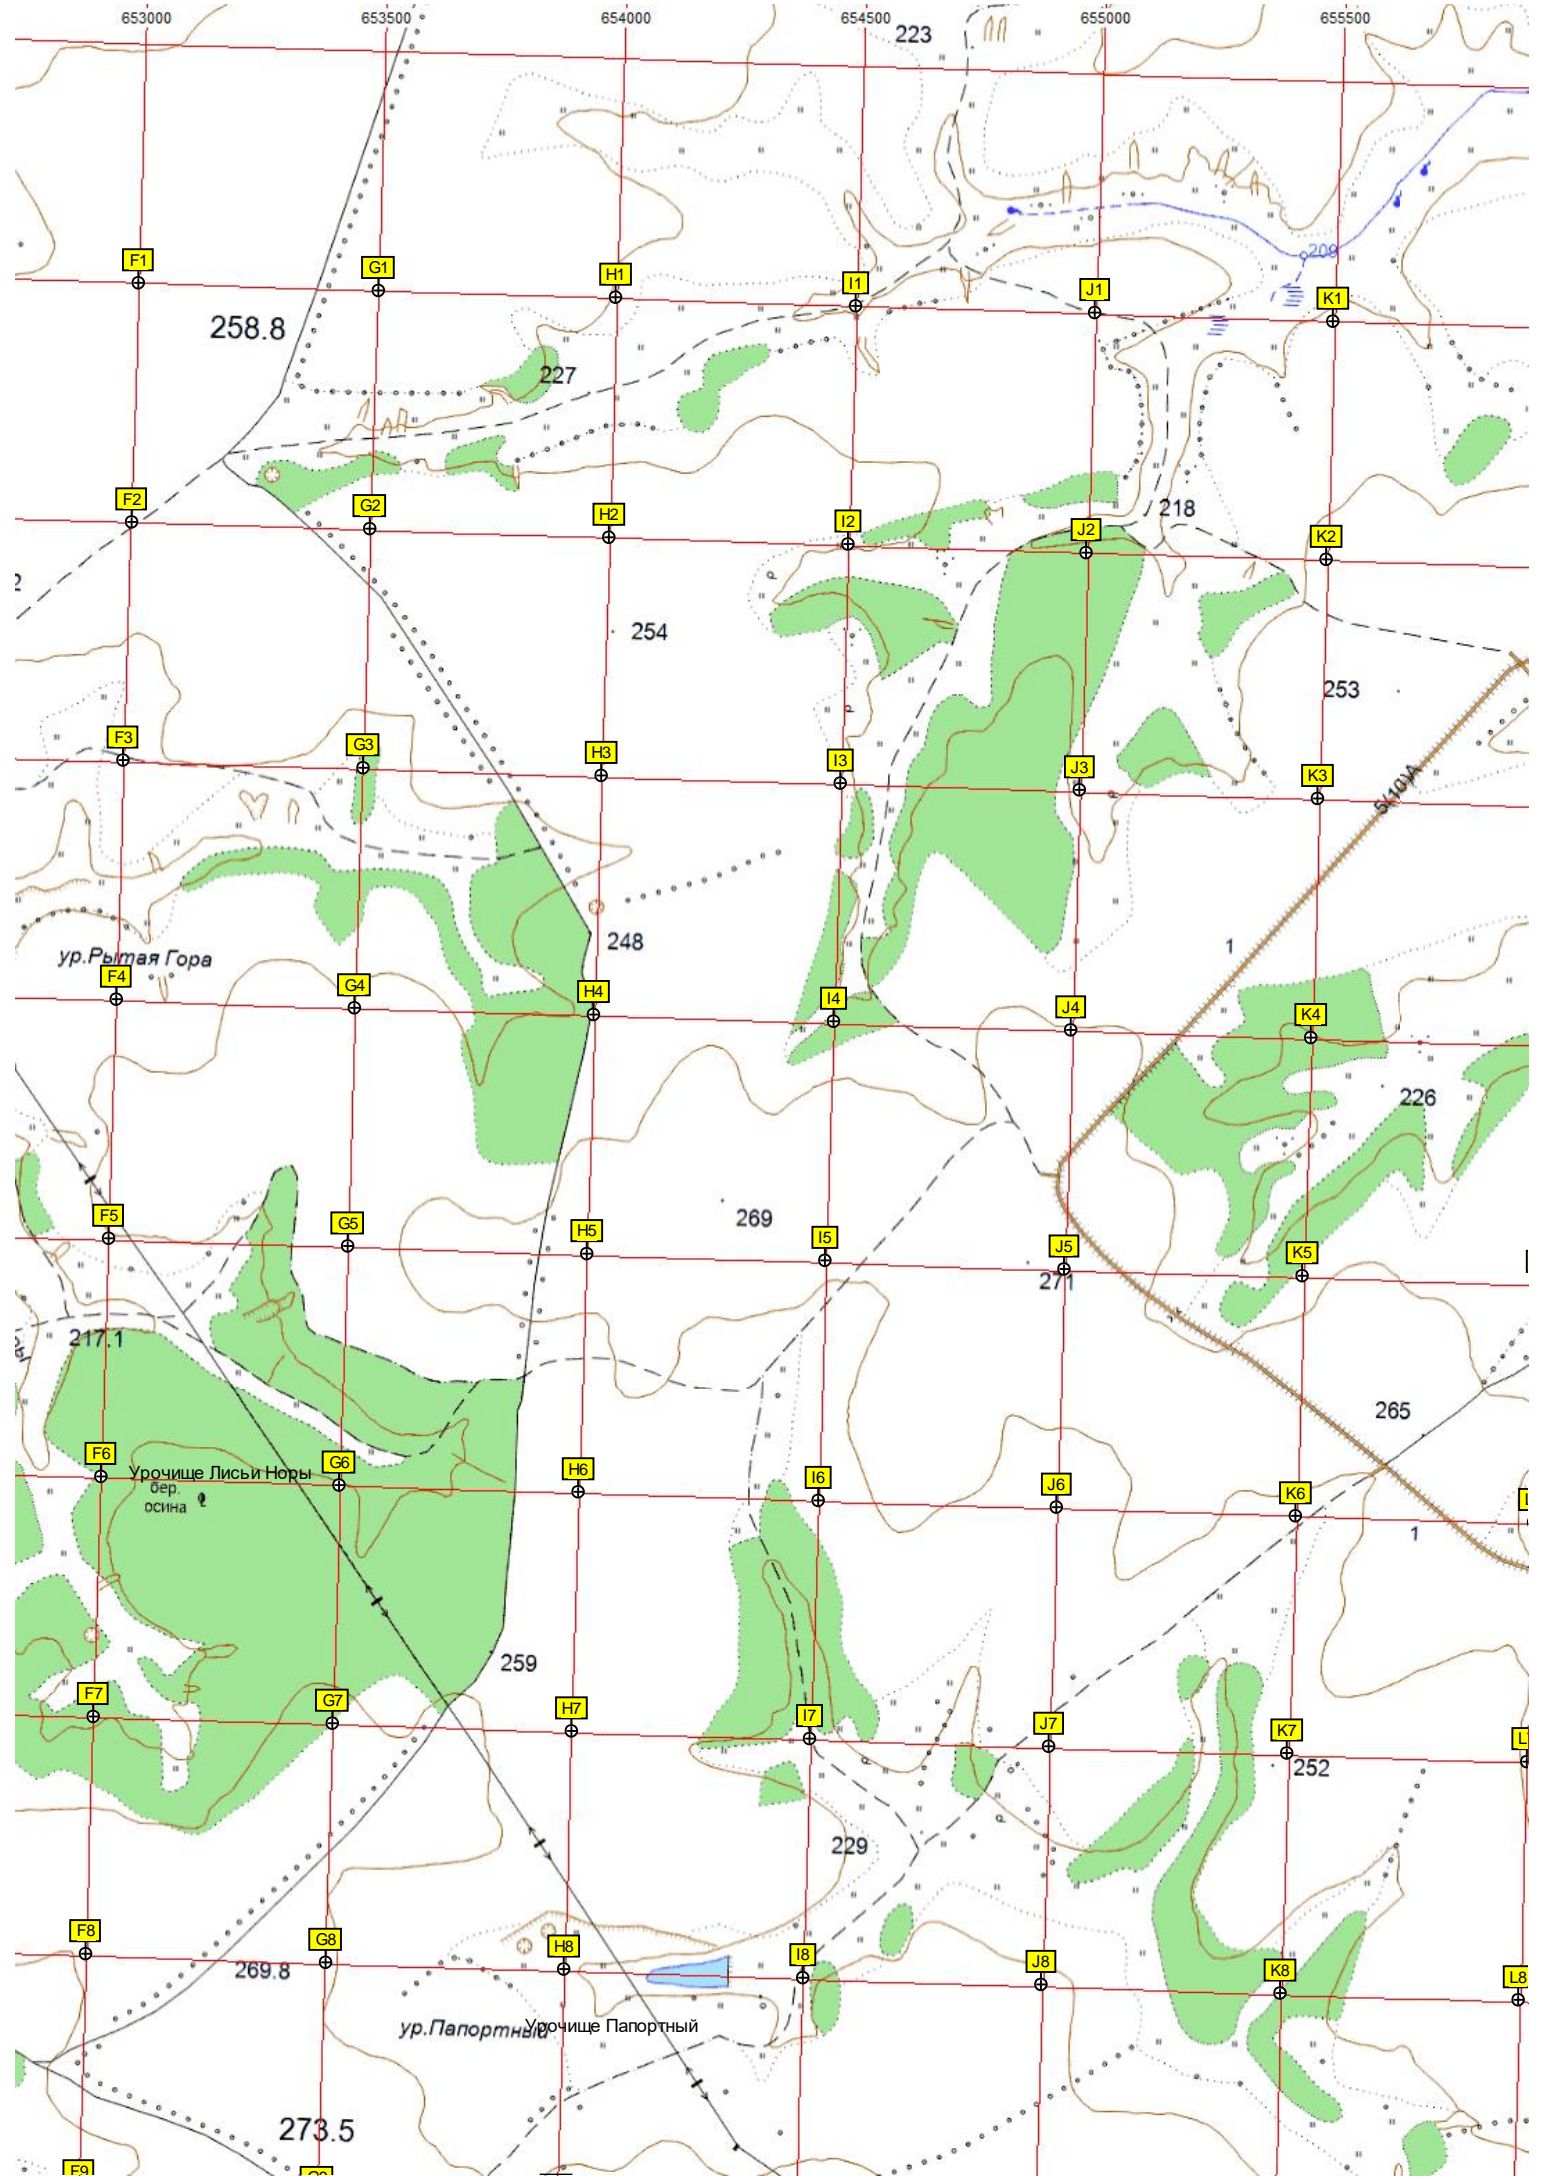 653000 653500 654000 654500 655000 655500
223
209
F1 G1 H1 I1 J1 K1
258.8
227
F2 G2 H2 I2 J2 K2
218
254
253
F3 G3 H3 I3 J3 K3
5(10)А
248
1
ур.Рытая Гора
F4 G4 H4 I4 J4 K4
226
269
F5 G5 H5 I5 J5 K5
271
217.1
265
F6 G6 H6 I6 J6 K6
Урочище Лисьи Норы
бер.
осина
1
259
F7 G7 H7 I7 J7 K7
252
229
F8 G8 H8 I8 J8 K8 L8
269.8
ур.Папортный
Урочище Папортный
273.5
F9